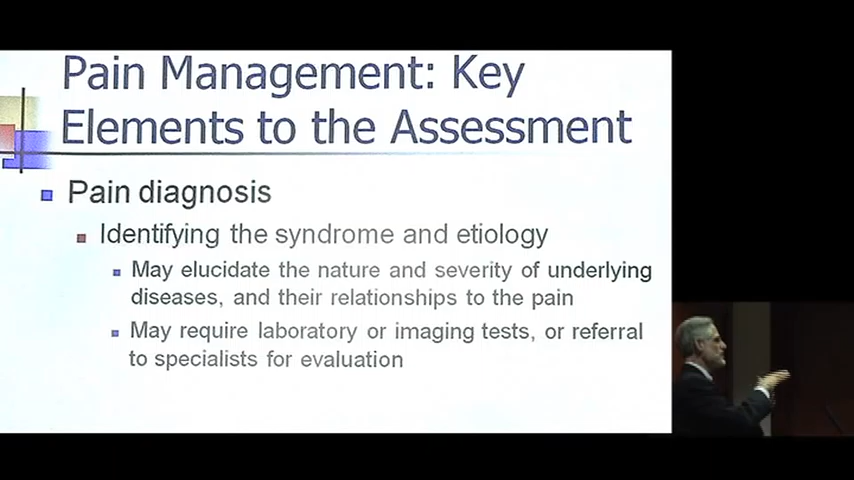 Pain Management: Key
Elements to the Assessment
Pain diagnosis
Identifying the syndrome and etiology
May elucidate the nature and severity of underlying
diseases, and their relationships to the pain
May require laboratory or imaging tests, or referral
to specialists for evaluation